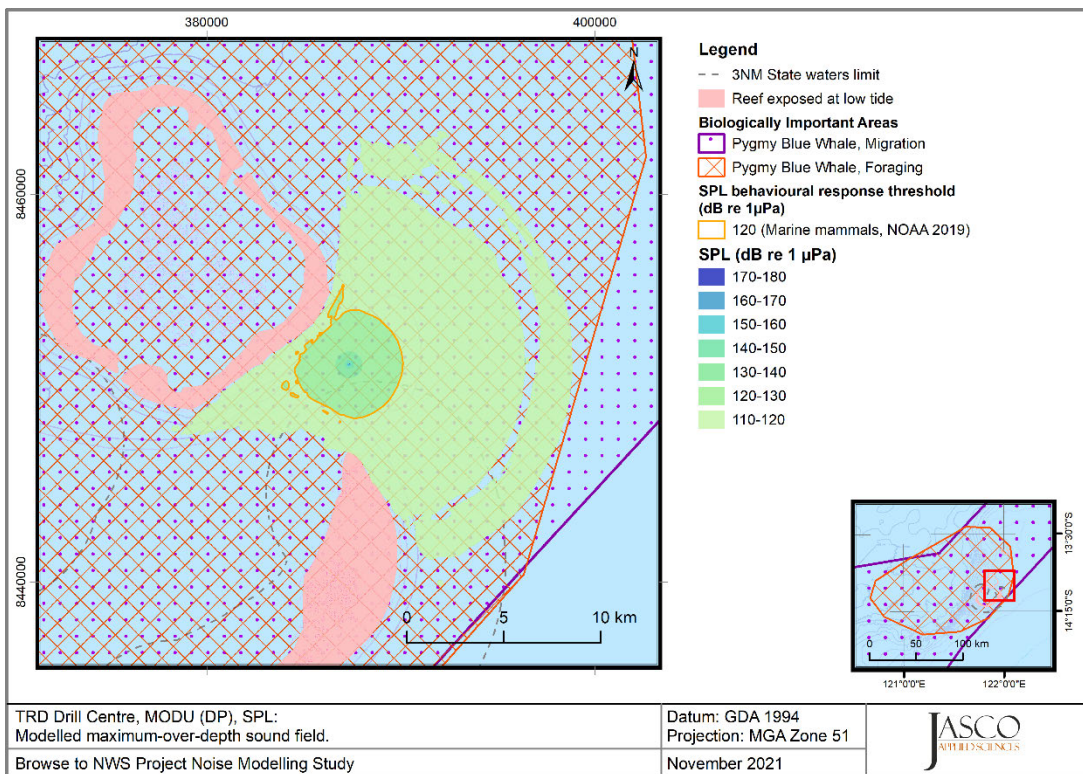 380000
400000
8460000
8440000
N
0 5 10 km
Legend
3NM State waters limit
Reef exposed at low tide
Biologically Important Areas
Pygmy Blue Whale, Migration
Pygmy Blue Whale, Foraging
SPL behavioural response threshold
(dB re 1µPa)
120 (Marine mammals, NOAA 2019)
SPL (dB re 1 µPa)
170-180
160-170
150-160
140-150
130-140
120-130
110-120
13°30'0"S
14°15'0"S
0 50 100 km
121°0'0"E
122°0'0"E
TRD Drill Centre, MODU (DP), SPL:
Modelled maximum-over-depth sound field.
Browse to NWS Project Noise Modelling Study
Datum: GDA 1994
Projection: MGA Zone 51
November 2021
JASCO
APPLIED SCIENCES